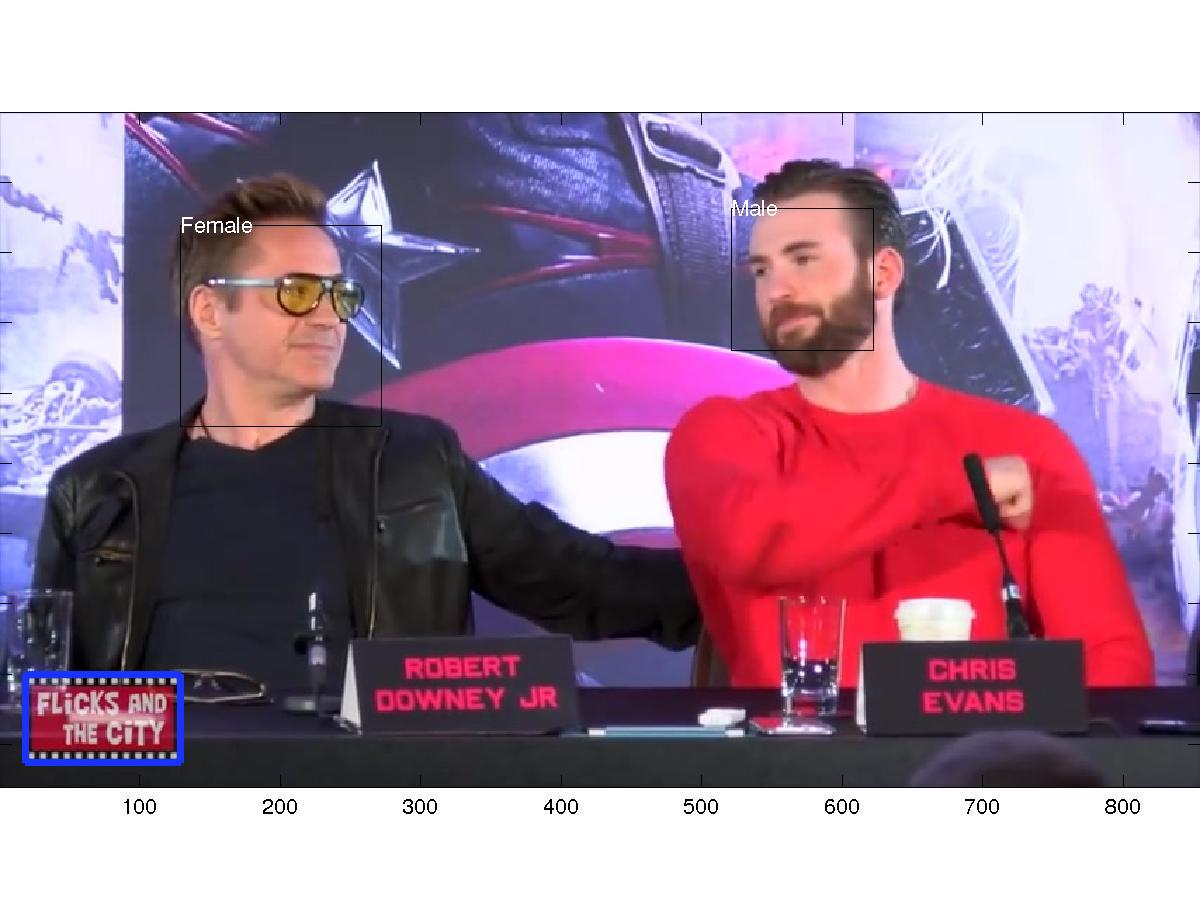 Female
Male
ROBERT
DOWNEY JR
CHRIS
EVANS
FLiCKS AND
THE CiTY
100 200 300 400 500 600 700 800